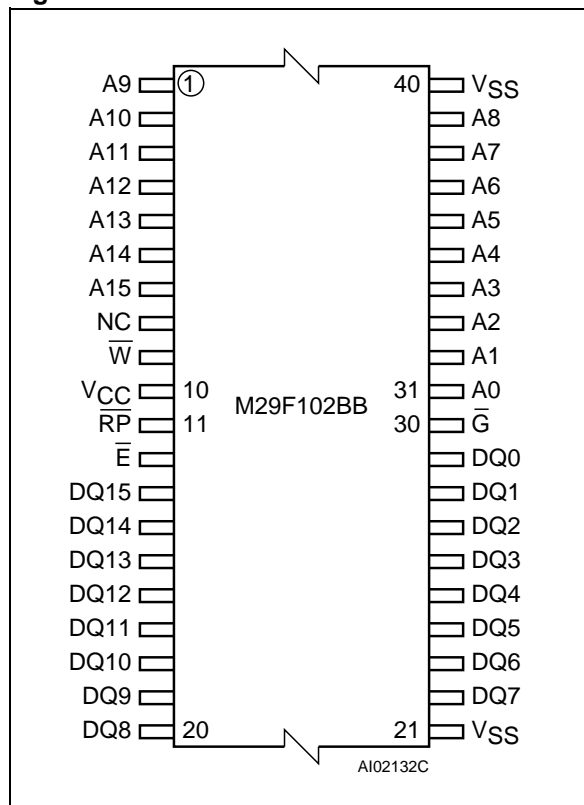 A9 ① 40 VSS
A10 A8
A11 A7
A12 A6
A13 A5
A14 A4
A15 A3
NC A2
W̅ A1
VCC 10 31 A0
M29F102BB
R̅P̅ 11 30 G̅
E̅ DQ0
DQ15 DQ1
DQ14 DQ2
DQ13 DQ3
DQ12 DQ4
DQ11 DQ5
DQ10 DQ6
DQ9 DQ7
DQ8 20 21 VSS
AI02132C